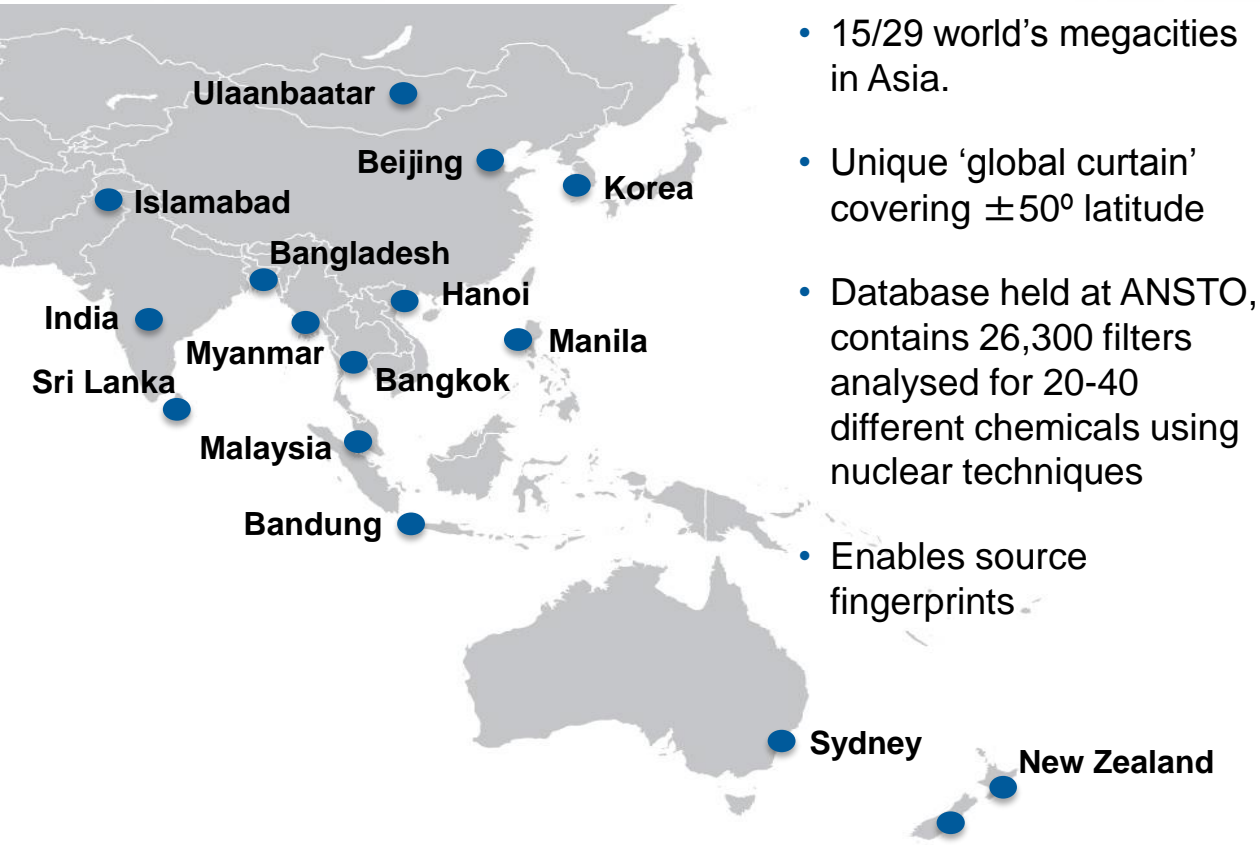 Ulaanbaatar
Beijing
Korea
Islamabad
Bangladesh
Hanoi
India
Manila
Myanmar
Bangkok
Sri Lanka
Malaysia
Bandung
Sydney
New Zealand
• 15/29 world’s megacities
in Asia.
• Unique ‘global curtain’
covering ±50º latitude
• Database held at ANSTO,
contains 26,300 filters
analysed for 20-40
different chemicals using
nuclear techniques
• Enables source
fingerprints